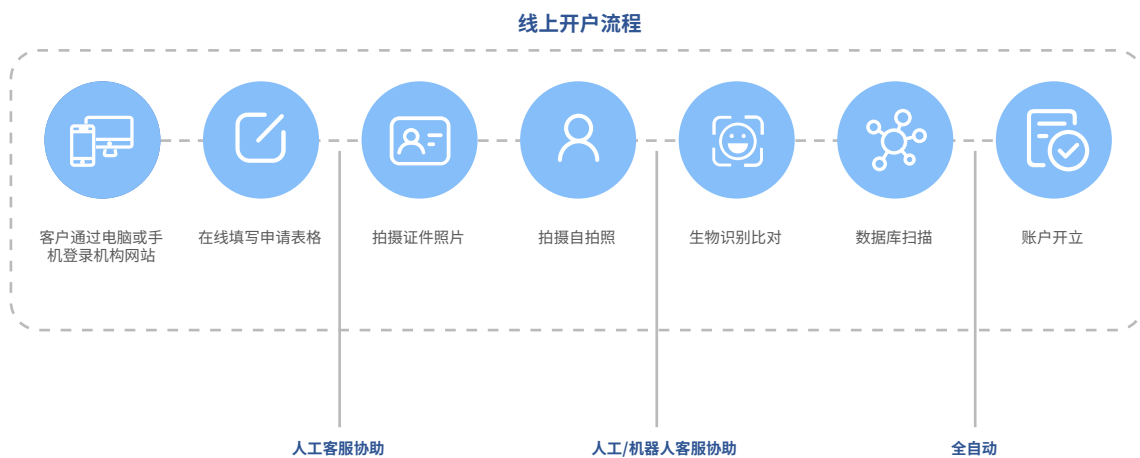 线上开户流程
客户通过电脑或手
机登录机构网站
在线填写申请表格
拍摄证件照片
拍摄自拍照
生物识别比对
数据库扫描
账户开立
人工客服协助
人工/机器人客服协助
全自动